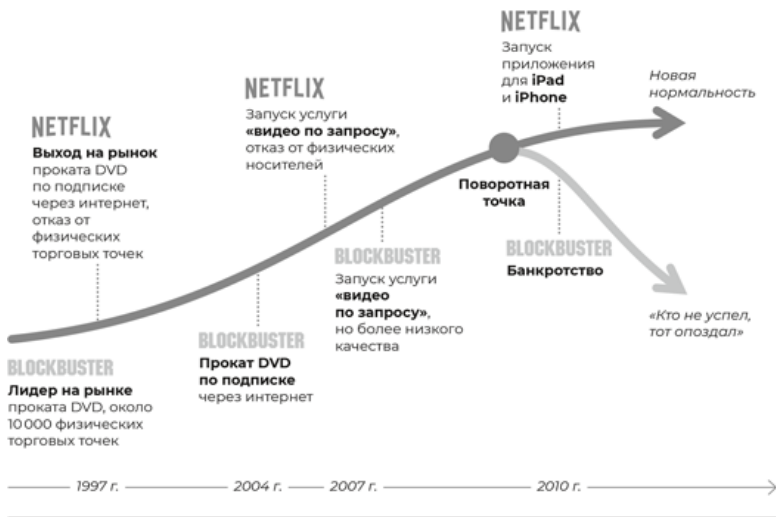 NETFLIX
Выход на рынок
проката DVD
по подписке
через интернет,
отказ от
физических
торговых точек
BLOCKBUSTER
Лидер на рынке
проката DVD, около
10 000 физических
торговых точек
BLOCKBUSTER
Прокат DVD
по подписке
через интернет
NETFLIX
Запуск услуги
«видео по запросу»,
отказ от физических
носителей
BLOCKBUSTER
Запуск услуги
«видео
по запросу»,
но более низкого
качества
NETFLIX
Запуск
приложения
для iPad
и iPhone
Поворотная
точка
BLOCKBUSTER
Банкротство
Новая
нормальность
«Кто не успел,
тот опоздал»
1997 г.
2004 г.
2007 г.
2010 г.